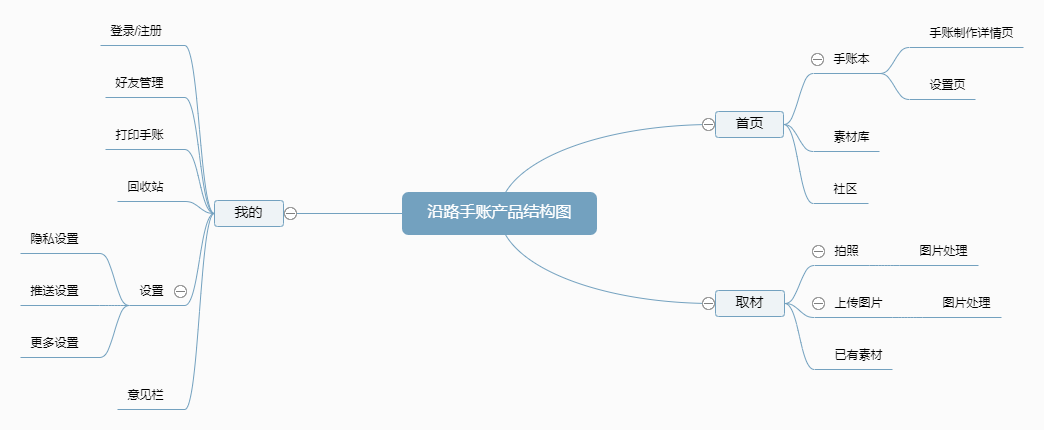 沿路手账产品结构图
首页
手账本
手账制作详情页
设置页
素材库
社区
取材
拍照
图片处理
上传图片
图片处理
已有素材
我的
登录/注册
好友管理
打印手账
回收站
设置
隐私设置
推送设置
更多设置
意见栏